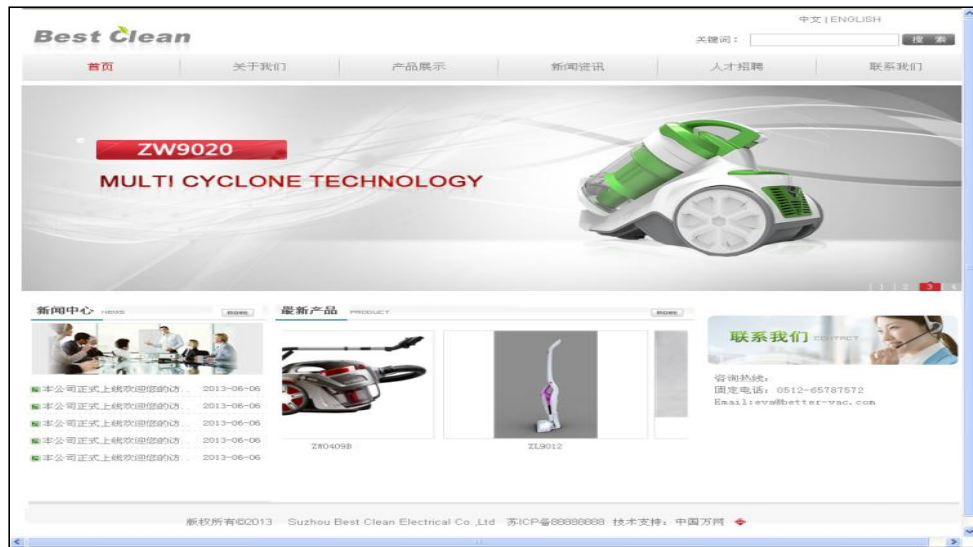 中文 | ENGLISH
Best Clean
关键词：
搜 索
首页 关于我们 产品展示 新闻资讯 人才招聘 联系我们
ZW9020
MULTI CYCLONE TECHNOLOGY
1 2 3 4
新闻中心 NEWS more
最新产品 PRODUCT more
联系我们 CONTACT
本公司正式上线欢迎您的访.. 2013-06-06
本公司正式上线欢迎您的访.. 2013-06-06
本公司正式上线欢迎您的访.. 2013-06-06
本公司正式上线欢迎您的访.. 2013-06-06
本公司正式上线欢迎您的访.. 2013-06-06
ZL9012
咨询热线：
固定电话： 0512-65787572
Email:eva@better-vac.com
版权所有©2013 Suzhou Best Clean Electrical Co.,Ltd 苏ICP备88888888 技术支持：中国万网